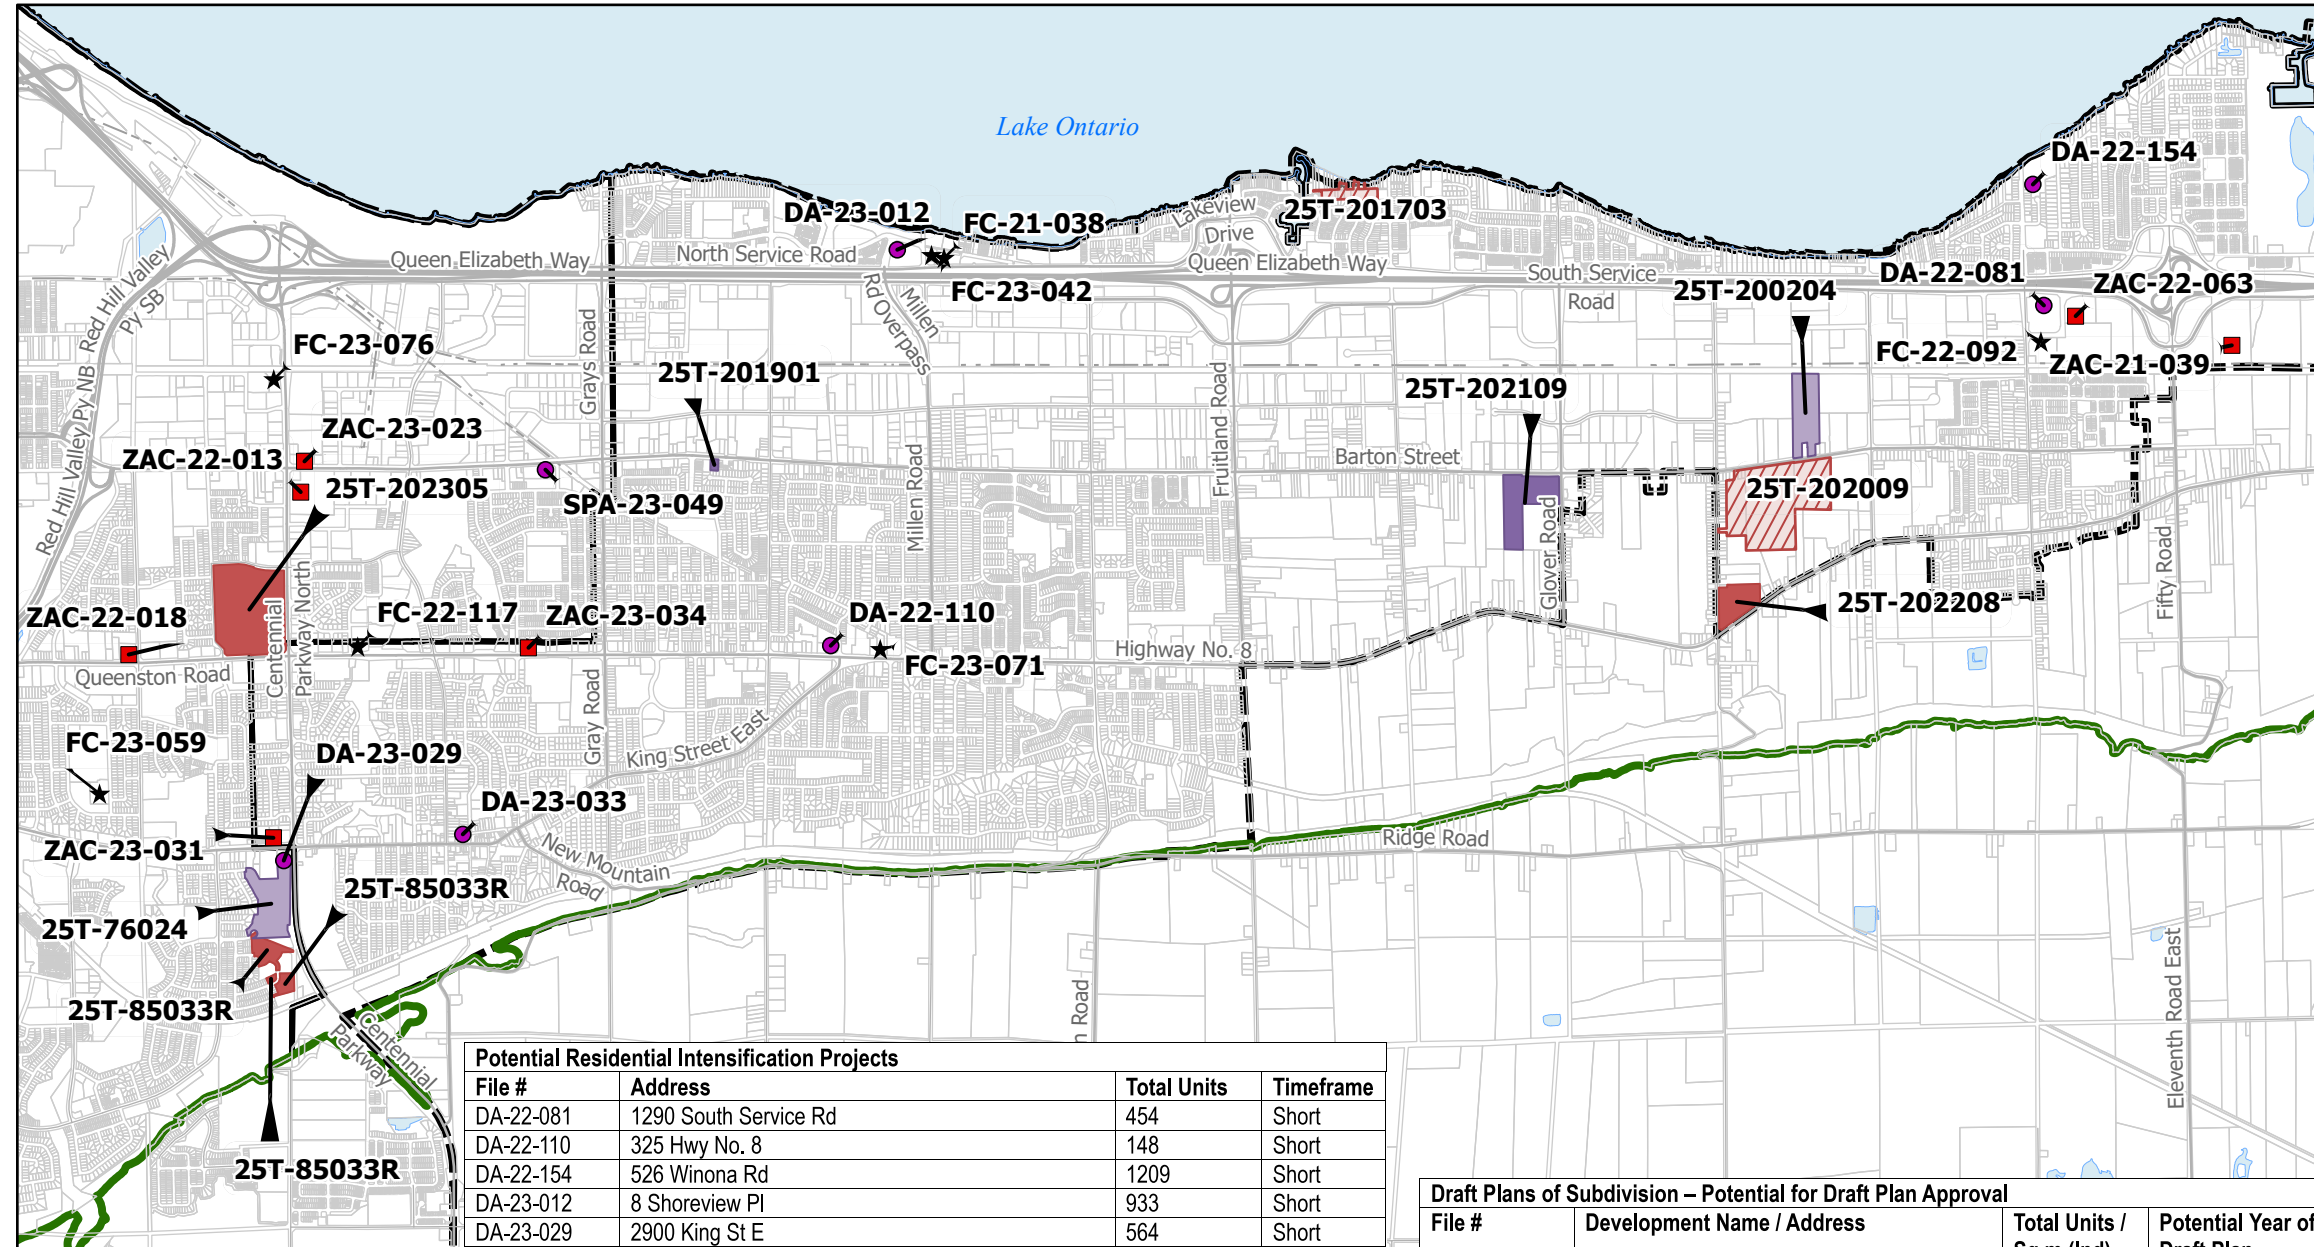 Lake Ontario
DA-22-154
DA-23-012
FC-21-038
Lakeview
Drive
25T-201703
North Service Road
Queen Elizabeth Way
Queen Elizabeth Way
South Service
Road
DA-22-081
ZAC-22-063
FC-23-042
25T-200204
Millen
Rd Overpass
Red Hill Valley Py NB Red Hill Valley
Py SB
FC-23-076
Grays Road
25T-201901
FC-22-092
ZAC-21-039
25T-202109
Fruitland Road
ZAC-23-023
ZAC-22-013
25T-202305
SPA-23-049
Millen Road
Barton Street
25T-202009
Glover Road
Fifty Road
ZAC-22-018
Centennial
Parkway North
FC-22-117
ZAC-23-034
DA-22-110
25T-202208
Queenston Road
FC-23-071
Highway No. 8
Gray Road
King Street East
FC-23-059
DA-23-029
DA-23-033
ZAC-23-031
New Mountain
Road
Ridge Road
25T-85033R
25T-76024
25T-85033R
Centennial
Parkway
n Road
Eleventh Road East
25T-85033R
Potential Residential Intensification Projects
File # Address Total Units Timeframe
DA-22-081 1290 South Service Rd 454 Short
DA-22-110 325 Hwy No. 8 148 Short
DA-22-154 526 Winona Rd 1209 Short
DA-23-012 8 Shoreview Pl 933 Short
DA-23-029 2900 King St E 564 Short
Draft Plans of Subdivision – Potential for Draft Plan Approval
File # Development Name / Address Total Units / Potential Year of
Sq.m (Ind) Draft Plan